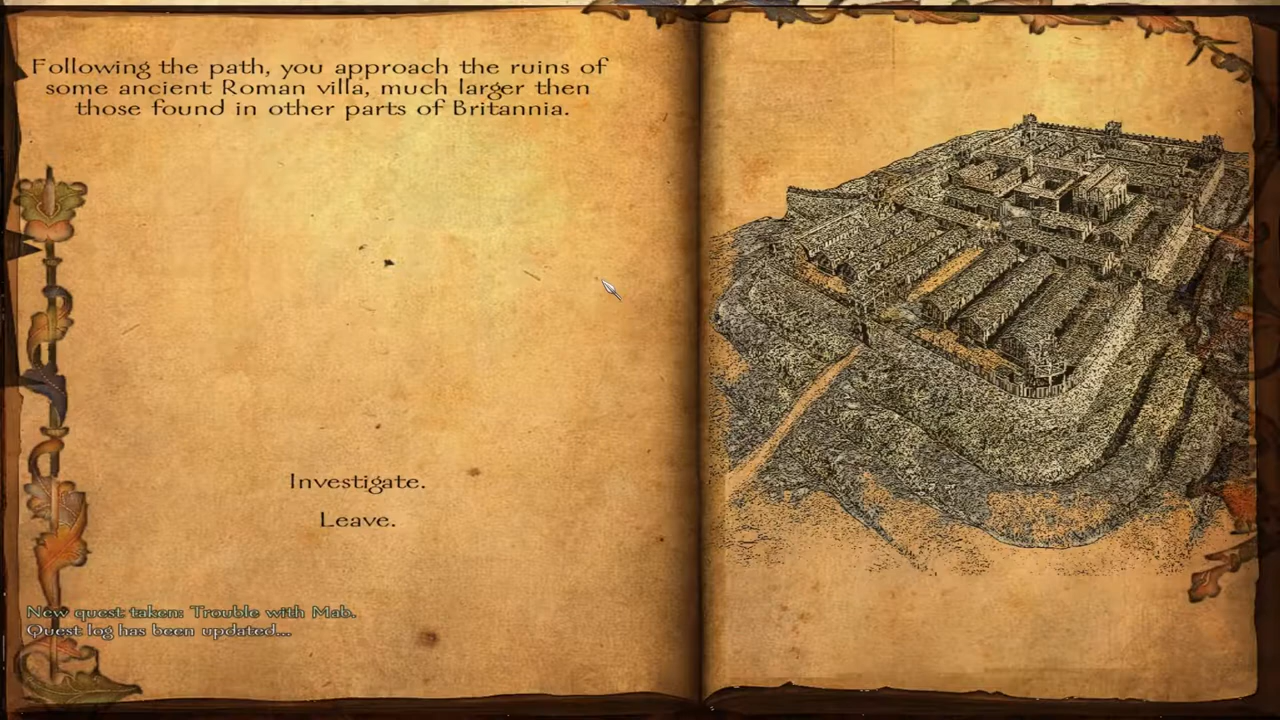 Following the path, you approach the ruins of
some ancient Roman villa, much larger then
those found in other parts of Britannia.
Investigate.
Leave.
New quest taken: Trouble with Mab.
Quest log has been updated...